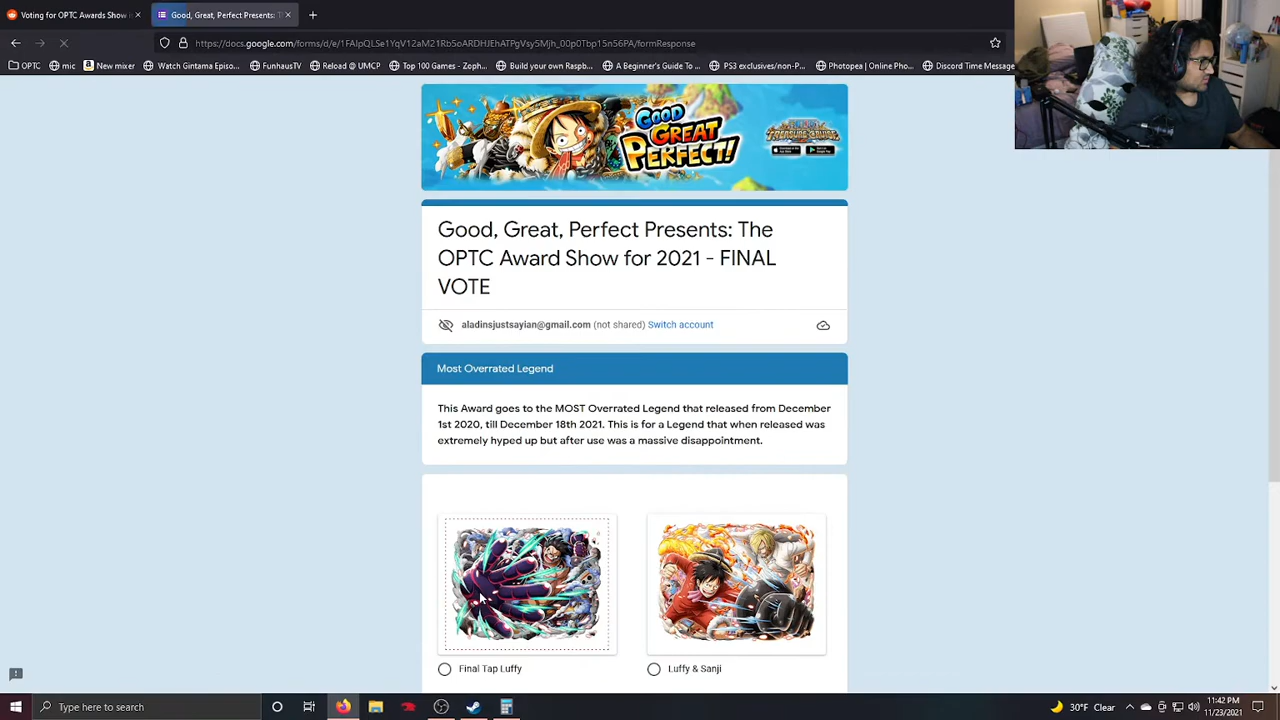 Voting for OPTC Awards Show
Good, Great, Perfect Presents: Th
https://docs.google.com/forms/d/e/1FAIpQLSe1YqV12aM21RbSoARDHJEhATPgVsy5Mjh_00p0Tbp1Sn56PA/formResponse
OPTC
mic
New mixer
Watch Gintama Episo...
FunhausTV
Reload @ UMCP
Top 100 Games - Zoph...
Build your own Raspb...
A Beginner's Guide To ...
PS3 exclusives/non-P...
Photopea | Online Pho...
Discord Time Message
GOOD
GREAT
PERFECT!
TREASURE CRUISE
Good, Great, Perfect Presents: The
OPTC Award Show for 2021 - FINAL
VOTE
aladinsjustsayian@gmail.com (not shared) Switch account
Most Overrated Legend
This Award goes to the MOST Overrated Legend that released from December
1st 2020, till December 18th 2021. This is for a Legend that when released was
extremely hyped up but after use was a massive disappointment.
Final Tap Luffy
Luffy & Sanji
Type here to search
30°F Clear
11:42 PM
11/23/2021